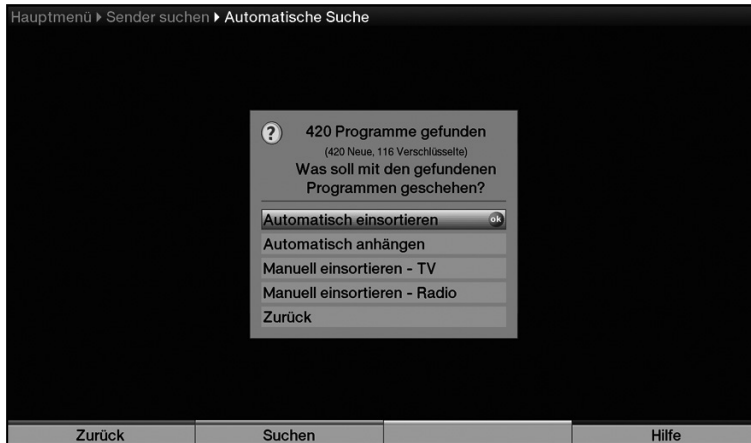 Hauptmenü ▸ Sender suchen ▸ Automatische Suche
420 Programme gefunden
(420 Neue, 116 Verschlüsselte)
Was soll mit den gefundenen
Programmen geschehen?
Automatisch einsortieren ok
Automatisch anhängen
Manuell einsortieren - TV
Manuell einsortieren - Radio
Zurück
Zurück Suchen Hilfe